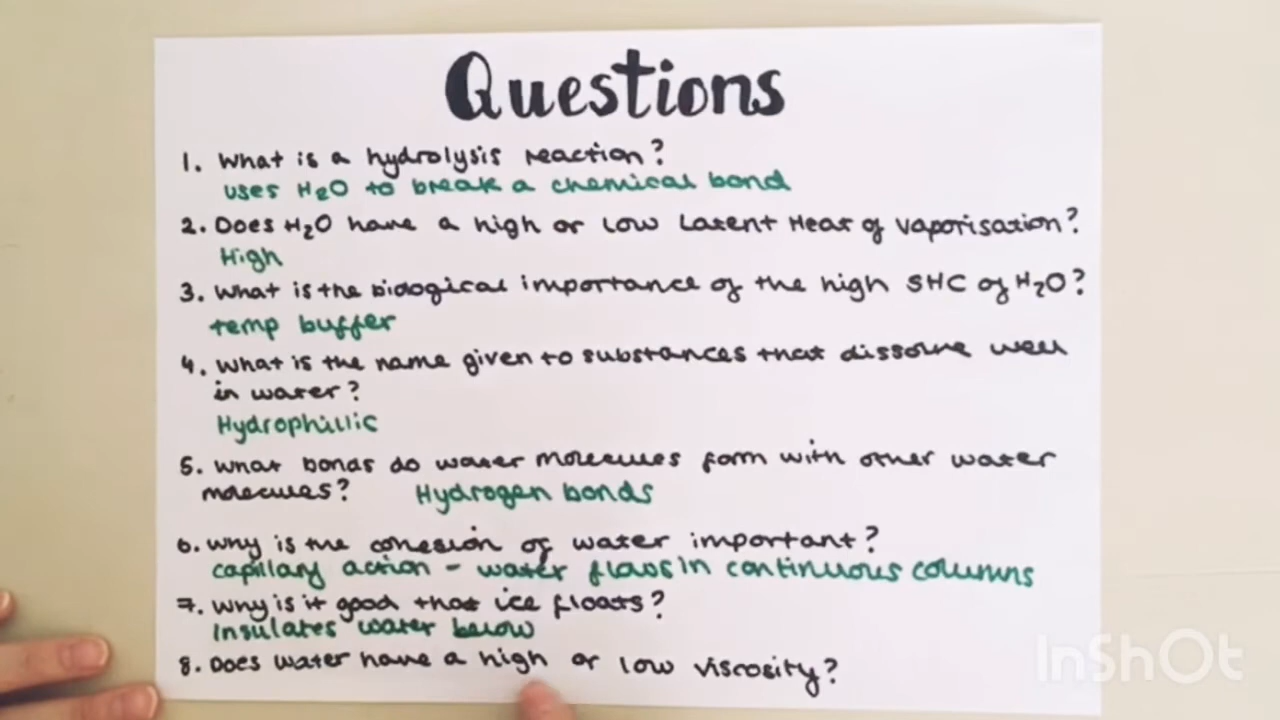 Questions
1. What is a hydrolysis reaction?
uses H₂O to break a chemical bond
2. Does H₂O have a high or low Latent Heat of Vaporisation?
High
3. What is the biological importance of the high SHC of H₂O?
temp buffer
4. What is the name given to substances that dissolve well
in water?
Hydrophillic
5. What bonds do water molecules form with other water
molecules? Hydrogen bonds
6. Why is the cohesion of water important?
capillary action - water flows in continuous columns
7. Why is it good that ice floats?
Insulates water below
8. Does water have a high or low viscosity?
InShOt